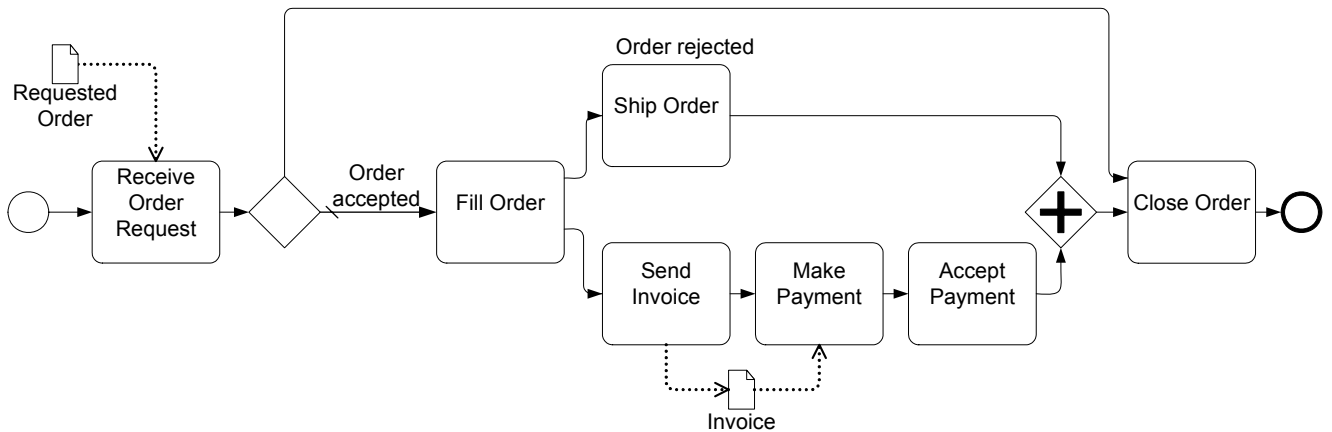 Order rejected
Requested
Order
Ship Order
Receive
Order
Request
Order
accepted
Fill Order
Close Order
Send
Invoice
Make
Payment
Accept
Payment
Invoice